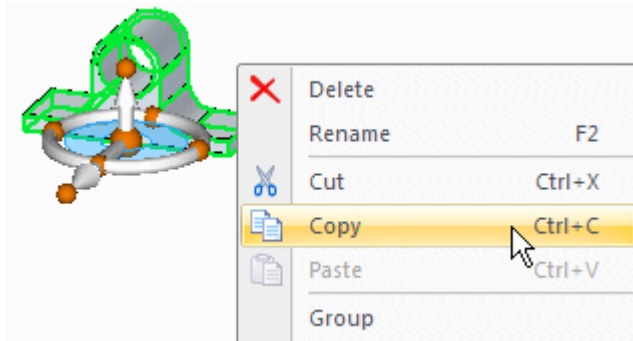 Delete
Rename F2
Cut Ctrl+X
Copy Ctrl+C
Paste Ctrl+V
Group